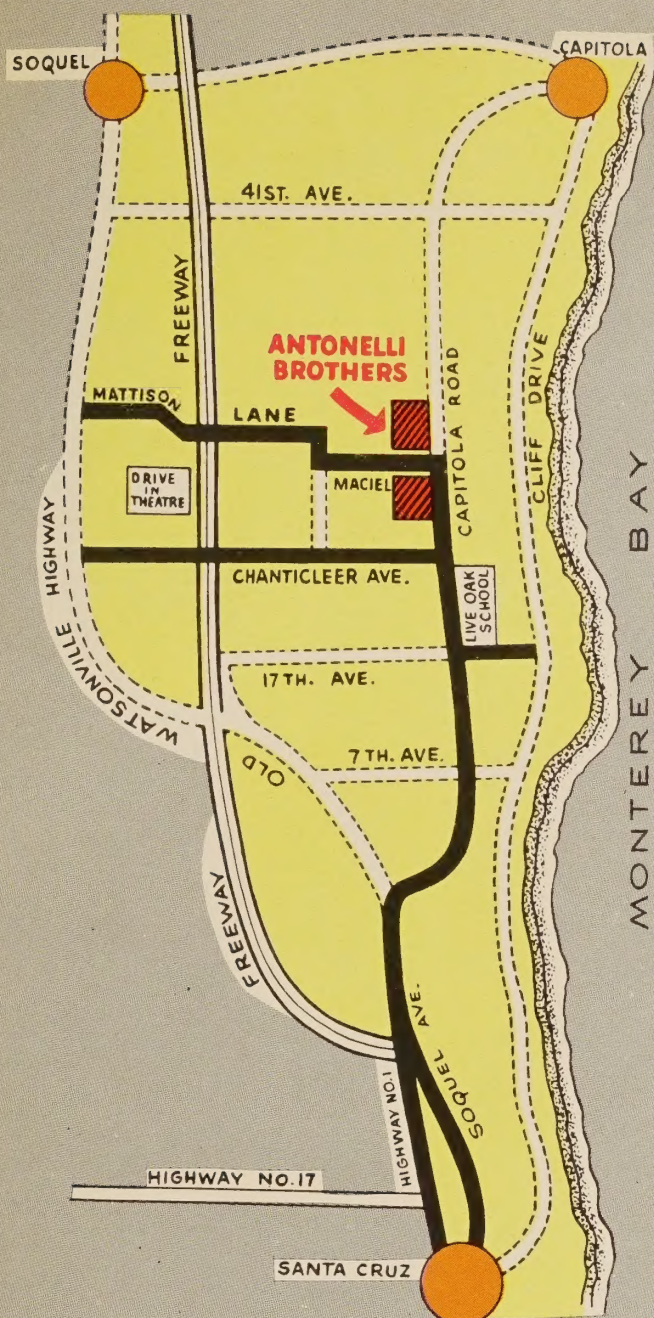 SOQUEL
CAPITOLA
41ST. AVE.
FREEWAY
ANTONELLI
BROTHERS
MATTISON
LANE
CAPITOLA ROAD
CLIFF DRIVE
DRIVE
IN
THEATRE
MACIEL
MONTEREY BAY
CHANTICLEER AVE.
LIVE OAK
SCHOOL
OLD WATSONVILLE HIGHWAY
17TH. AVE.
7TH. AVE.
FREEWAY
SOQUEL AVE.
HIGHWAY NO.1
HIGHWAY NO.17
SANTA CRUZ